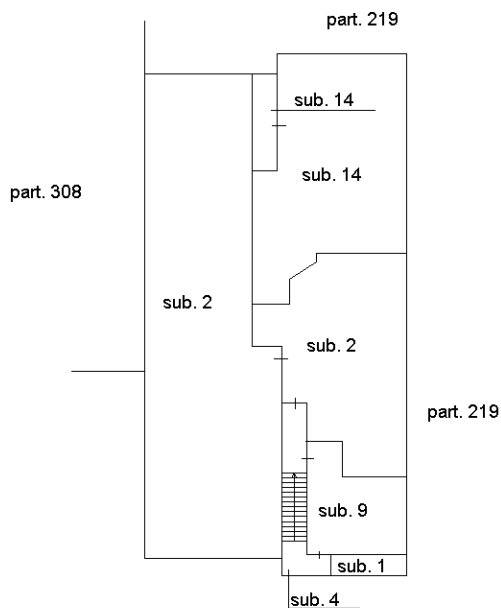 part. 219
sub. 14
sub. 14
part. 308
sub. 2
sub. 2
part. 219
sub. 9
sub. 1
sub. 4